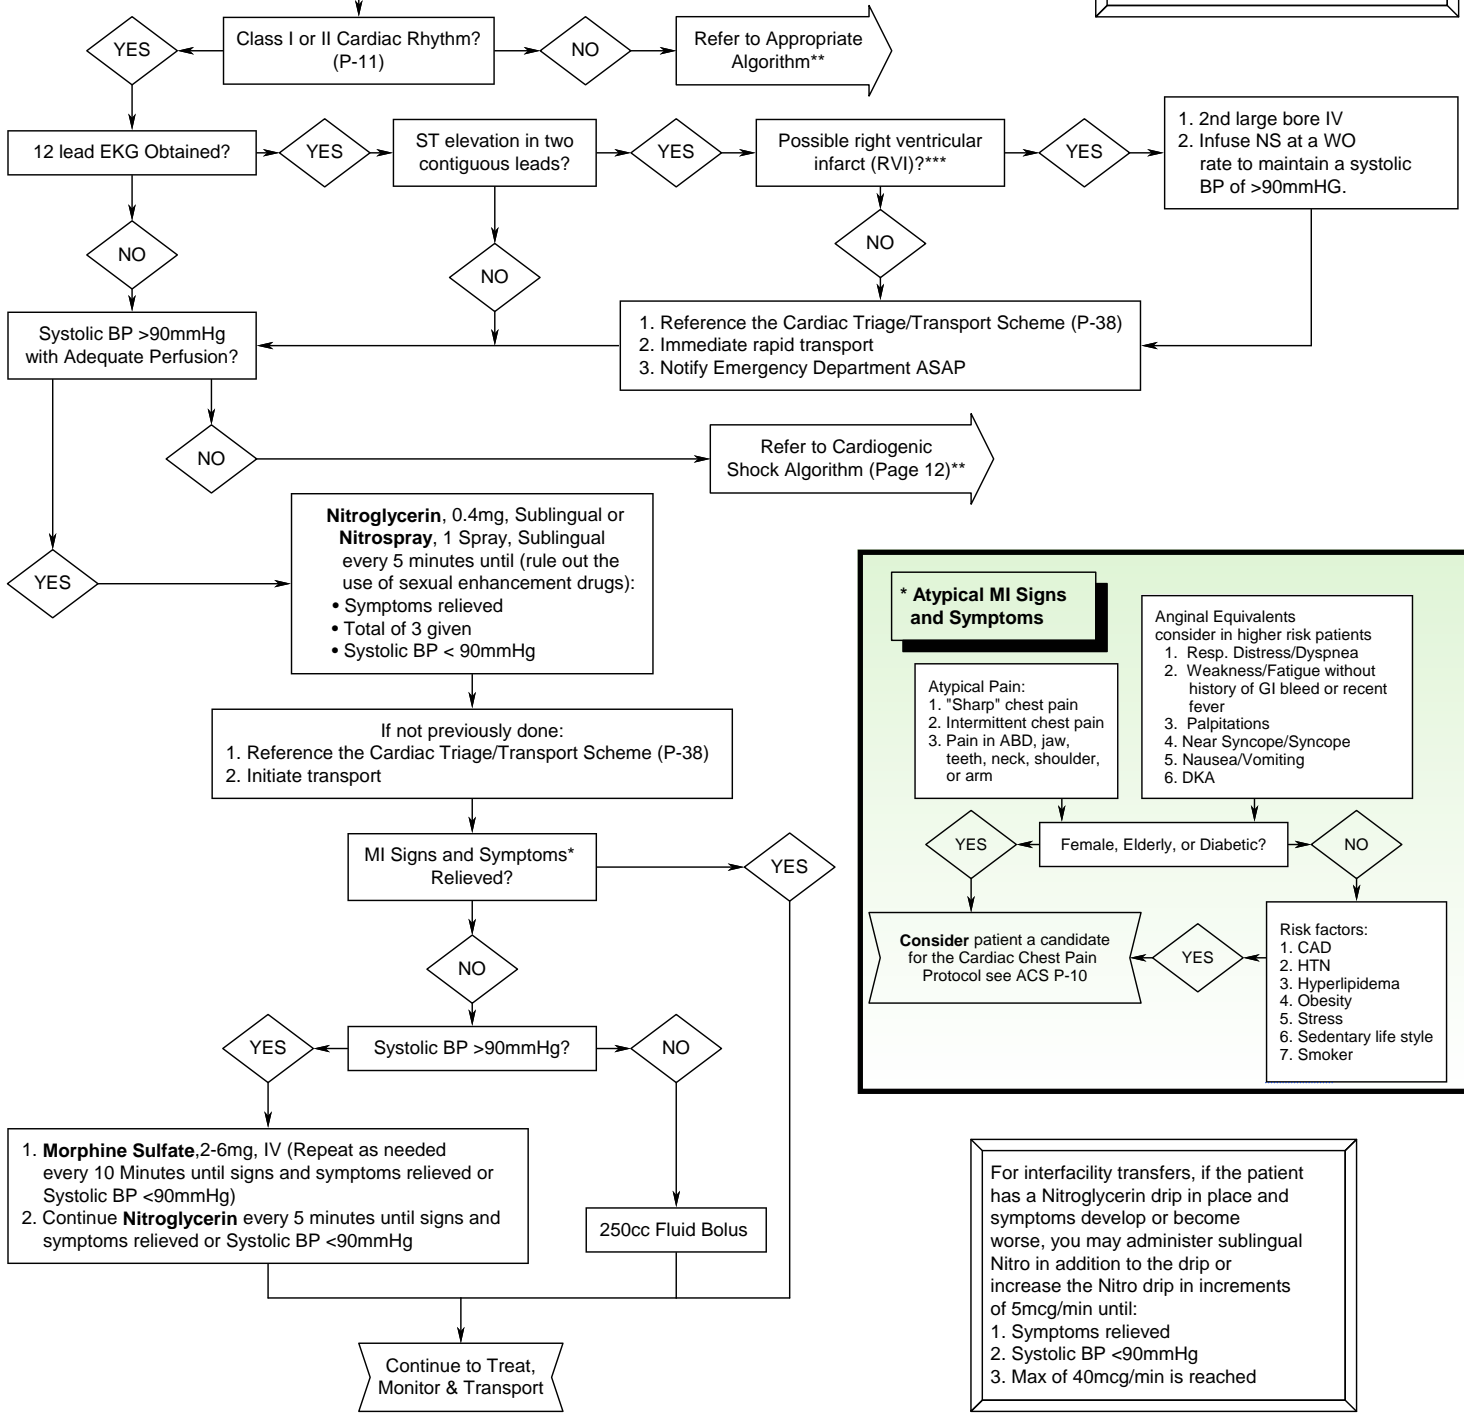 Class I or II Cardiac Rhythm?
(P-11)
YES
NO
Refer to Appropriate
Algorithm**
12 lead EKG Obtained?
YES
ST elevation in two
contiguous leads?
YES
Possible right ventricular
infarct (RVI)?***
YES
1. 2nd large bore IV
2. Infuse NS at a WO
rate to maintain a systolic
BP of >90mmHG.
NO
NO
NO
Systolic BP >90mmHg
with Adequate Perfusion?
1. Reference the Cardiac Triage/Transport Scheme (P-38)
2. Immediate rapid transport
3. Notify Emergency Department ASAP
NO
Refer to Cardiogenic
Shock Algorithm (Page 12)**
YES
Nitroglycerin, 0.4mg, Sublingual or
Nitrospray, 1 Spray, Sublingual
every 5 minutes until (rule out the
use of sexual enhancement drugs):
• Symptoms relieved
• Total of 3 given
• Systolic BP < 90mmHg
If not previously done:
1. Reference the Cardiac Triage/Transport Scheme (P-38)
2. Initiate transport
MI Signs and Symptoms*
Relieved?
YES
NO
Systolic BP >90mmHg?
YES
NO
1. Morphine Sulfate,2-6mg, IV (Repeat as needed
every 10 Minutes until signs and symptoms relieved or
Systolic BP <90mmHg)
2. Continue Nitroglycerin every 5 minutes until signs and
symptoms relieved or Systolic BP <90mmHg
250cc Fluid Bolus
Continue to Treat,
Monitor & Transport
* Atypical MI Signs
and Symptoms
Atypical Pain:
1. "Sharp" chest pain
2. Intermittent chest pain
3. Pain in ABD, jaw,
teeth, neck, shoulder,
or arm
Anginal Equivalents
consider in higher risk patients
1. Resp. Distress/Dyspnea
2. Weakness/Fatigue without
history of GI bleed or recent
fever
3. Palpitations
4. Near Syncope/Syncope
5. Nausea/Vomiting
6. DKA
YES
Female, Elderly, or Diabetic?
NO
Consider patient a candidate
for the Cardiac Chest Pain
Protocol see ACS P-10
YES
Risk factors:
1. CAD
2. HTN
3. Hyperlipidema
4. Obesity
5. Stress
6. Sedentary life style
7. Smoker
For interfacility transfers, if the patient
has a Nitroglycerin drip in place and
symptoms develop or become
worse, you may administer sublingual
Nitro in addition to the drip or
increase the Nitro drip in increments
of 5mcg/min until:
1. Symptoms relieved
2. Systolic BP <90mmHg
3. Max of 40mcg/min is reached